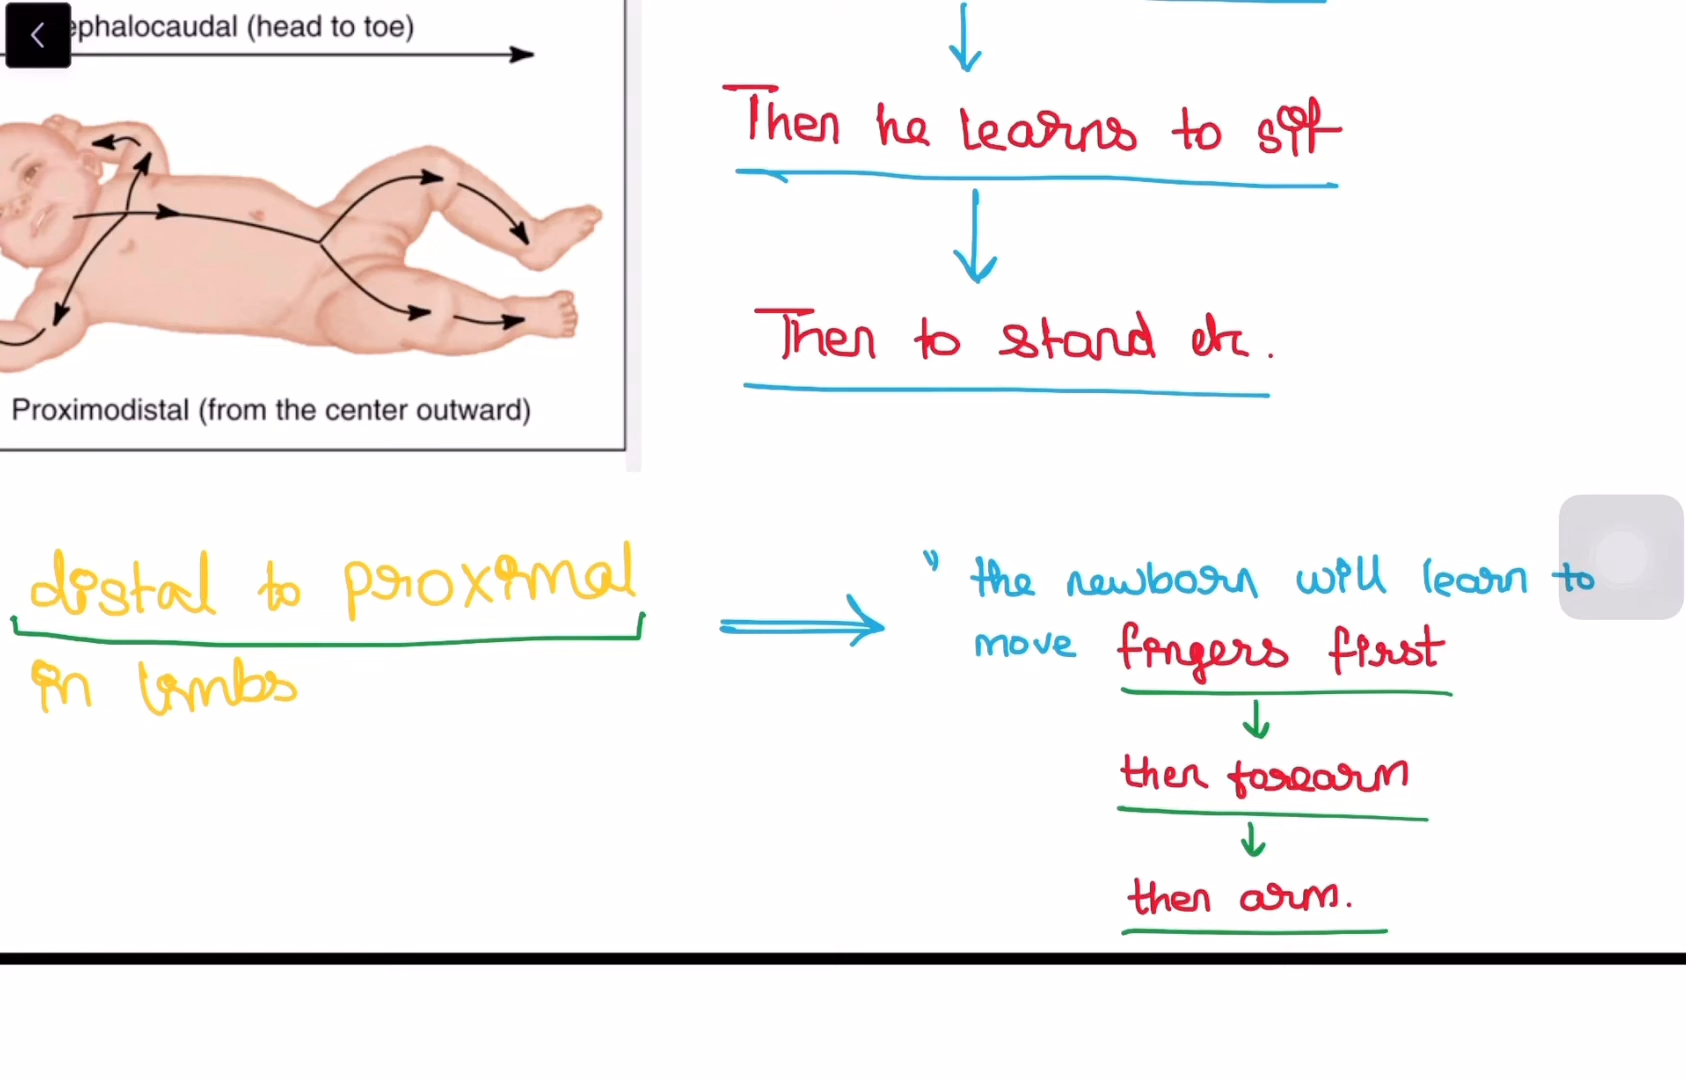 ephalocaudal (head to toe)
Then he learns to sit
Then to stand etc.
Proximodistal (from the center outward)
distal to proximal
in limbs
" the newborn will learn to
move fingers first
then forearm
then arm.